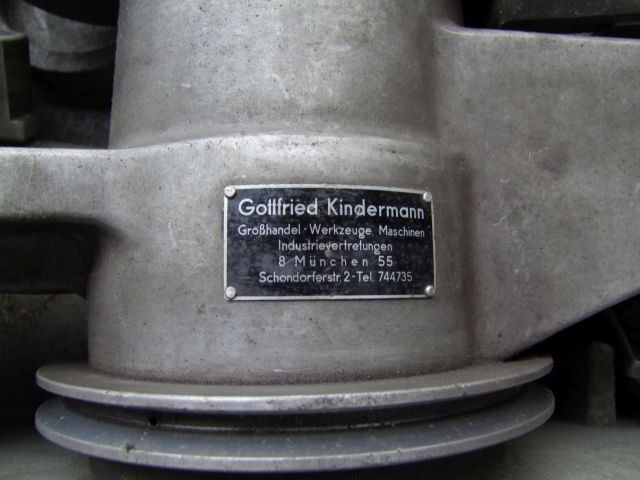 Gottfried Kindermann
Großhandel - Werkzeuge, Maschinen
Industrievertretungen
8 München 55
Schondorferstr. 2 - Tel. 744735